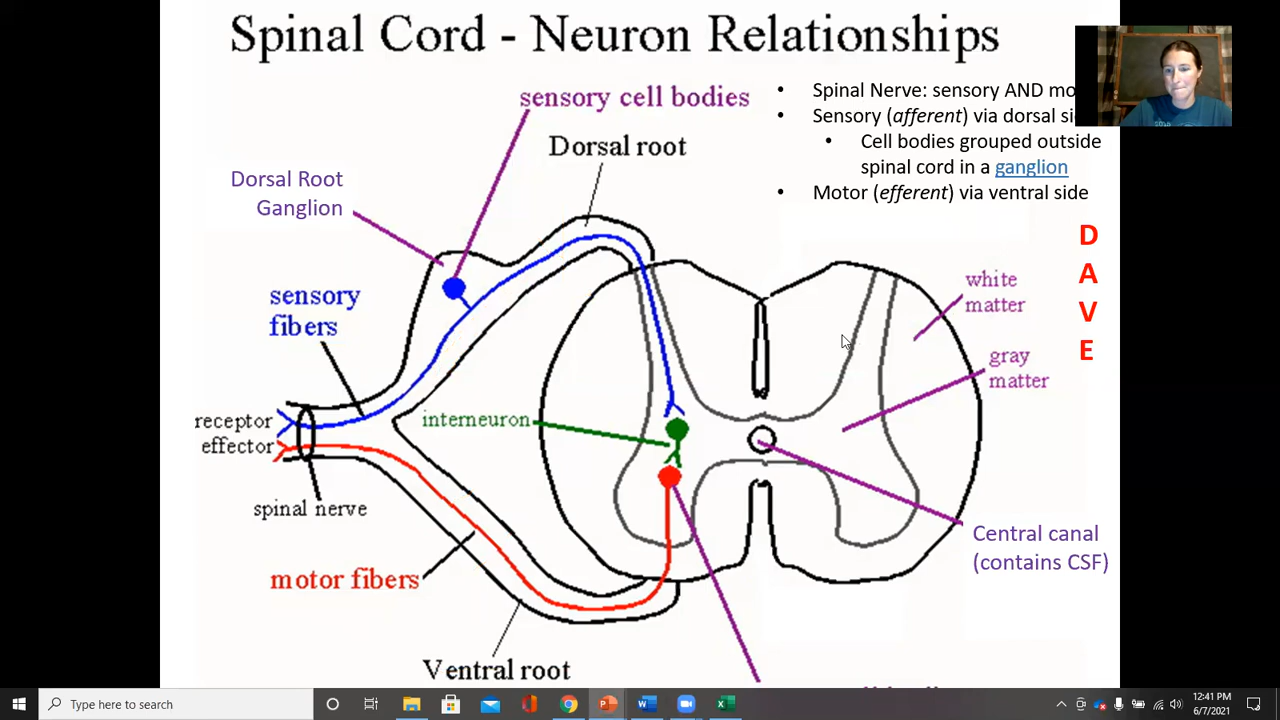 Spinal Cord - Neuron Relationships
sensory cell bodies
Dorsal root
Dorsal Root
Ganglion
• Spinal Nerve: sensory AND
• Sensory (afferent) via dorsal
• Cell bodies grouped outside
spinal cord in a ganglion
• Motor (efferent) via ventral side
D
A
V
E
sensory
fibers
white
matter
gray
matter
receptor
effector
interneuron
spinal nerve
Central canal
(contains CSF)
motor fibers
Ventral root
Type here to search
12:41 PM
6/7/2021